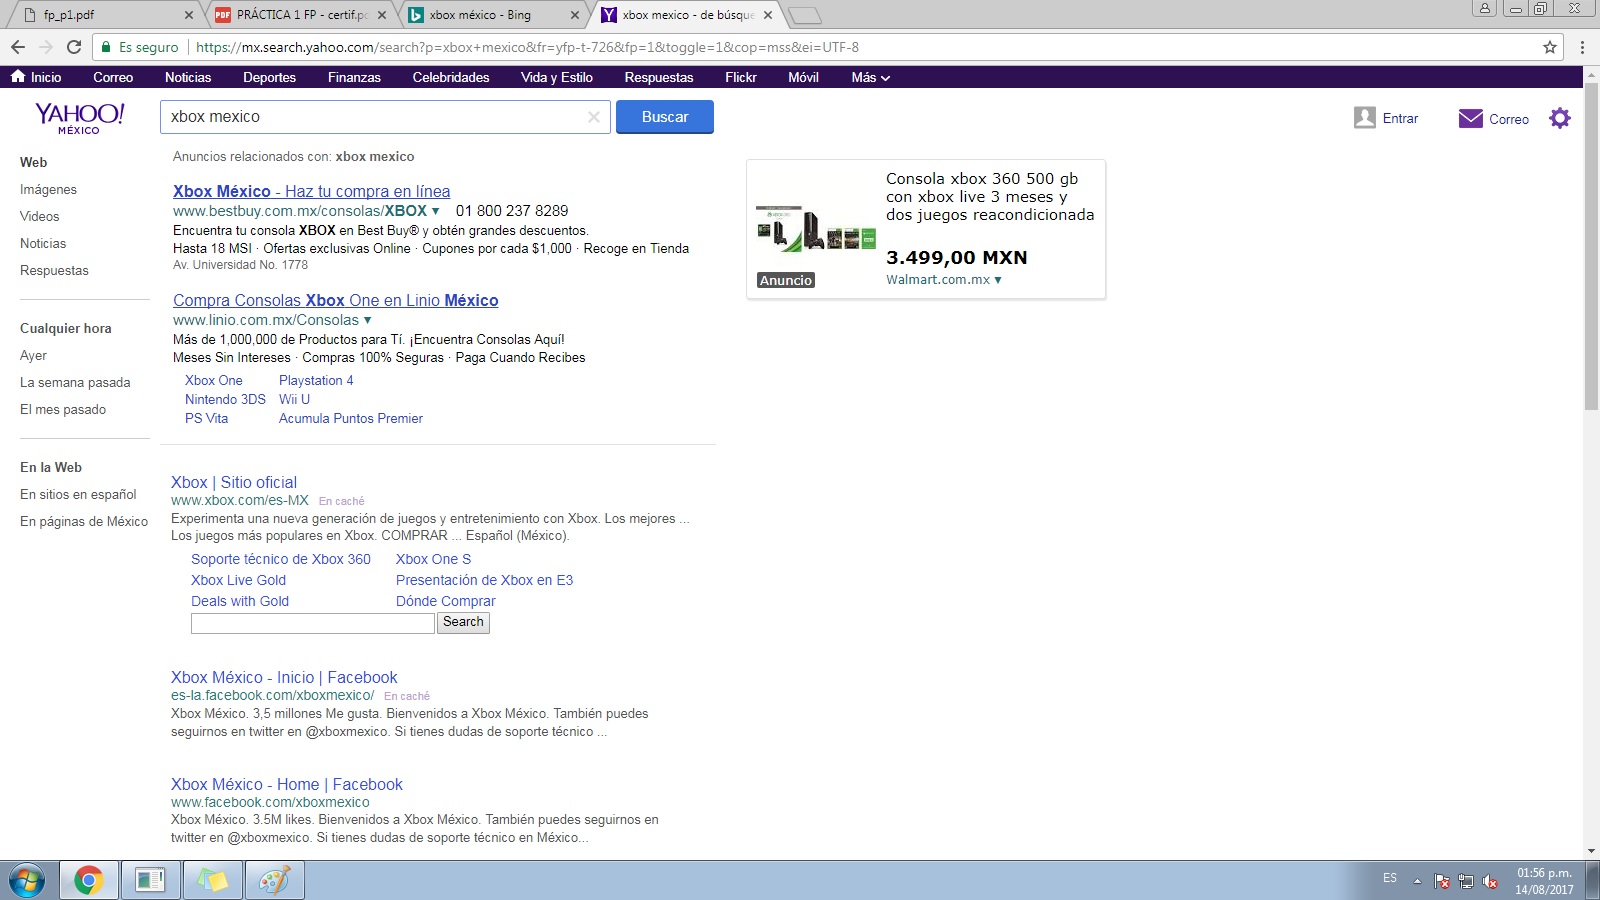 fp_p1.pdf
PRÁCTICA 1 FP - certif.pd
xbox méxico - Bing
xbox mexico - de búsque
Es seguro
https://mx.search.yahoo.com/search?p=xbox+mexico&fr=yfp-t-726&fp=1&toggle=1&cop=mss&ei=UTF-8
Inicio Correo Noticias Deportes Finanzas Celebridades Vida y Estilo Respuestas Flickr Móvil Más
YAHOO!
MÉXICO
xbox mexico
Buscar
Entrar
Correo
Web
Imágenes
Videos
Noticias
Respuestas
Cualquier hora
Ayer
La semana pasada
El mes pasado
En la Web
En sitios en español
En páginas de México
Anuncios relacionados con: xbox mexico
Xbox México - Haz tu compra en línea
www.bestbuy.com.mx/consolas/XBOX ▼ 01 800 237 8289
Encuentra tu consola XBOX en Best Buy® y obtén grandes descuentos.
Hasta 18 MSI · Ofertas exclusivas Online · Cupones por cada $1,000 · Recoge en Tienda
Av. Universidad No. 1778
Compra Consolas Xbox One en Linio México
www.linio.com.mx/Consolas ▼
Más de 1,000,000 de Productos para Tí. ¡Encuentra Consolas Aquí!
Meses Sin Intereses · Compras 100% Seguras · Paga Cuando Recibes
Xbox One Playstation 4
Nintendo 3DS Wii U
PS Vita Acumula Puntos Premier
Xbox | Sitio oficial
www.xbox.com/es-MX En caché
Experimenta una nueva generación de juegos y entretenimiento con Xbox. Los mejores ...
Los juegos más populares en Xbox. COMPRAR ... Español (México).
Soporte técnico de Xbox 360 Xbox One S
Xbox Live Gold Presentación de Xbox en E3
Deals with Gold Dónde Comprar
Search
Xbox México - Inicio | Facebook
es-la.facebook.com/xboxmexico/ En caché
Xbox México. 3,5 millones Me gusta. Bienvenidos a Xbox México. También puedes
seguirnos en twitter en @xboxmexico. Si tienes dudas de soporte técnico ...
Xbox México - Home | Facebook
www.facebook.com/xboxmexico
Xbox México. 3.5M likes. Bienvenidos a Xbox México. También puedes seguirnos en
twitter en @xboxmexico. Si tienes dudas de soporte técnico en México...
Consola xbox 360 500 gb
con xbox live 3 meses y
dos juegos reacondicionada
3.499,00 MXN
Walmart.com.mx ▼
Anuncio
ES
01:56 p.m.
14/08/2017